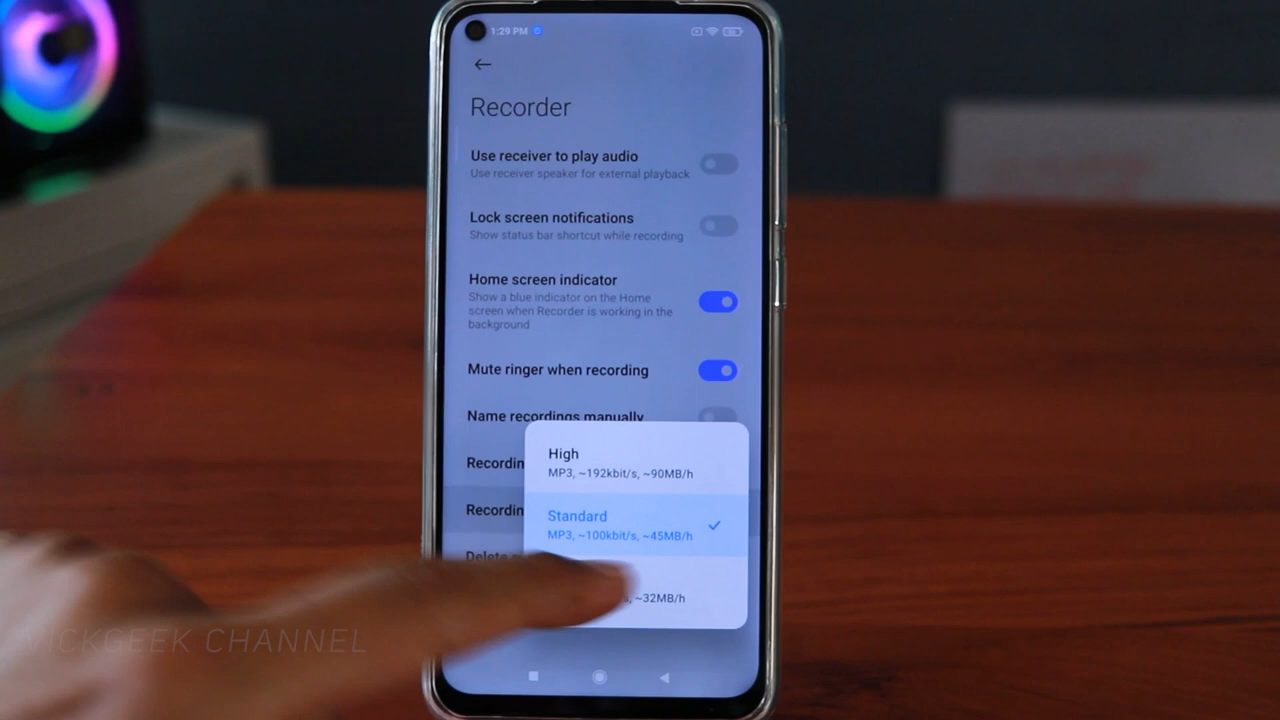 1:29 PM
Recorder
Use receiver to play audio
Use receiver speaker for external playback
Lock screen notifications
Show status bar shortcut while recording
Home screen indicator
Show a blue indicator on the Home
screen when Recorder is working in the
background
Mute ringer when recording
Name recordings manually
Recordin
High
MP3, ~192kbit/s, ~90MB/h
Recordin
Standard
MP3, ~100kbit/s, ~45MB/h
Delete
, ~32MB/h
CHANNEL